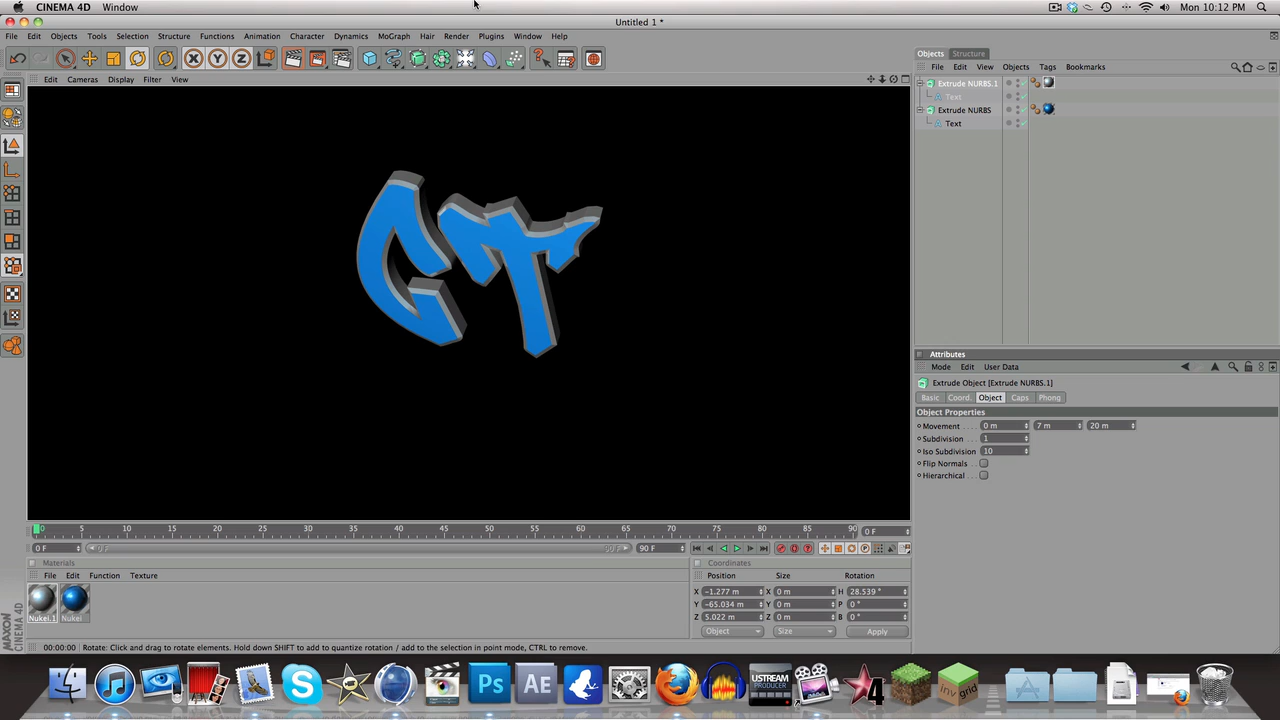 CINEMA 4D Window Mon 10:12 PM
Untitled 1 *
File Edit Objects Tools Selection Structure Functions Animation Character Dynamics MoGraph Hair Render Plugins Window Help
X Y Z
Edit Cameras Display Filter View
Objects Structure
File Edit View Objects Tags Bookmarks
Extrude NURBS.1
Text
Extrude NURBS
Text
CT
Attributes
Mode Edit User Data
Extrude Object [Extrude NURBS.1]
Basic Coord. Object Caps Phong
Object Properties
Movement 0 m 7 m 20 m
Subdivision 1
Iso Subdivision 10
Flip Normals
Hierarchical
0 5 10 15 20 25 30 35 40 45 50 55 60 65 70 75 80 85 90 0 F
0 F 0 F 90 F 90 F
Materials
File Edit Function Texture
Nukei.1 Nukei
Coordinates
Position Size Rotation
X -1.277 m X 0 m H 28.539 °
Y -65.034 m Y 0 m P 0 °
Z 5.022 m Z 0 m B 0 °
Object Size Apply
MAXON
CINEMA 4D
00:00:00 Rotate: Click and drag to rotate elements. Hold down SHIFT to add to quantize rotation / add to the selection in point mode, CTRL to remove.
Ps AE USTREAM
PRODUCER 4 inv
grid